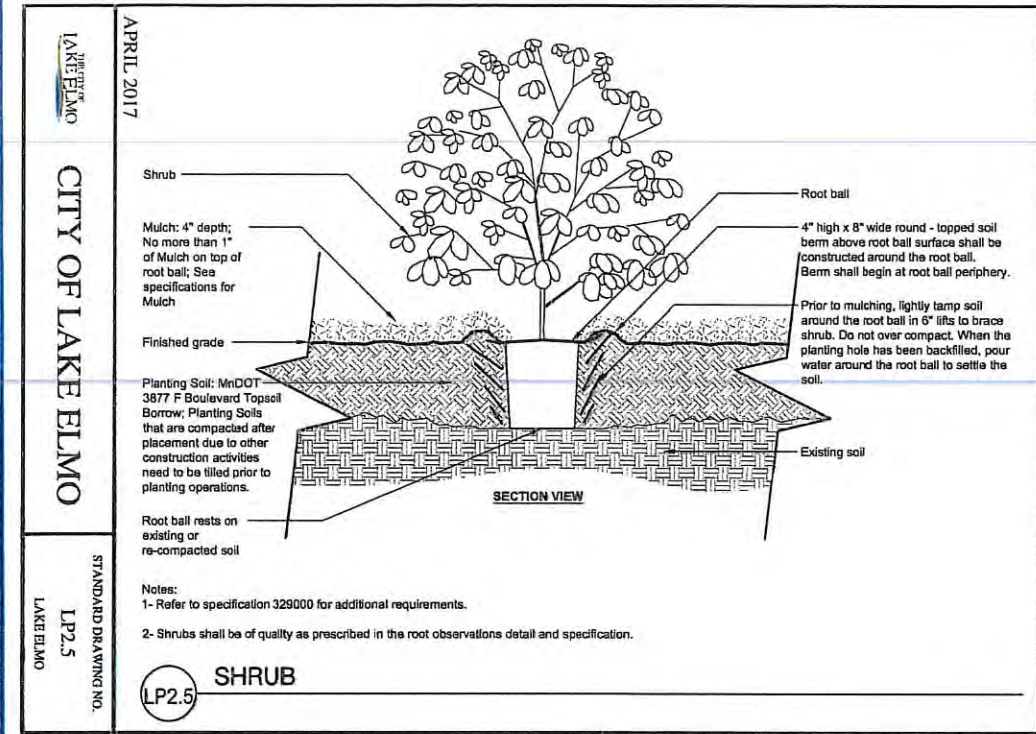 APRIL 2017
THE CITY OF
LAKE ELMO
CITY OF LAKE ELMO
STANDARD DRAWING NO.
LP2.5
LAKE ELMO
Shrub
Mulch: 4" depth;
No more than 1"
of Mulch on top of
root ball; See
specifications for
Mulch
Finished grade
Planting Soil: MnDOT
3877 F Boulevard Topsoil
Borrow; Planting Soils
that are compacted after
placement due to other
construction activities
need to be tilled prior to
planting operations.
Root ball rests on
existing or
re-compacted soil
Root ball
4" high x 8" wide round - topped soil
berm above root ball surface shall be
constructed around the root ball.
Berm shall begin at root ball periphery.
Prior to mulching, lightly tamp soil
around the root ball in 6" lifts to brace
shrub. Do not over compact. When the
planting hole has been backfilled, pour
water around the root ball to settle the
soil.
Existing soil
SECTION VIEW
Notes:
1- Refer to specification 329000 for additional requirements.
2- Shrubs shall be of quality as prescribed in the root observations detail and specification.
LP2.5
SHRUB